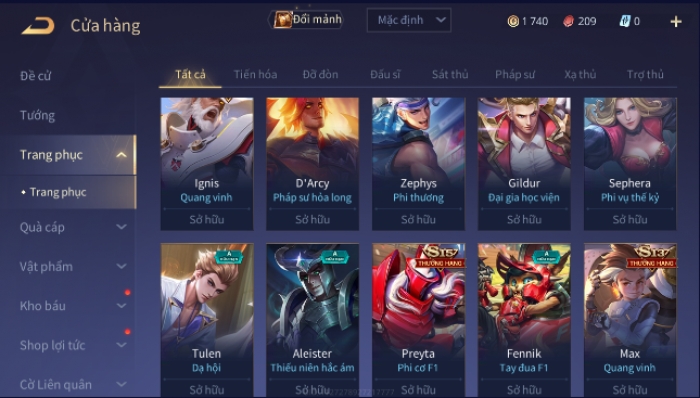 Cửa hàng
Đổi mảnh
Mặc định
1 740
209
0
Đề cử
Tướng
Trang phục
Trang phục
Quà cáp
Vật phẩm
Kho báu
Shop lợi tức
Cờ Liên quân
Tất cả Tiến hóa Đỡ đòn Đấu sĩ Sát thủ Pháp sư Xạ thủ Trợ thủ
Ignis
Quang vinh
Sở hữu
D'Arcy
Pháp sư hỏa long
Sở hữu
Zephys
Phi thương
Sở hữu
Gildur
Đại gia học viện
Sở hữu
Sephera
Phi vụ thế kỷ
Sở hữu
A
Tulen
Dạ hội
Sở hữu
A
Aleister
Thiếu niên hắc ám
Sở hữu
S15
THƯỞNG HẠNG
Preyta
Phi cơ F1
Sở hữu
A
Fennik
Tay đua F1
Sở hữu
S13
THƯỞNG HẠNG
Max
Quang vinh
Sở hữu